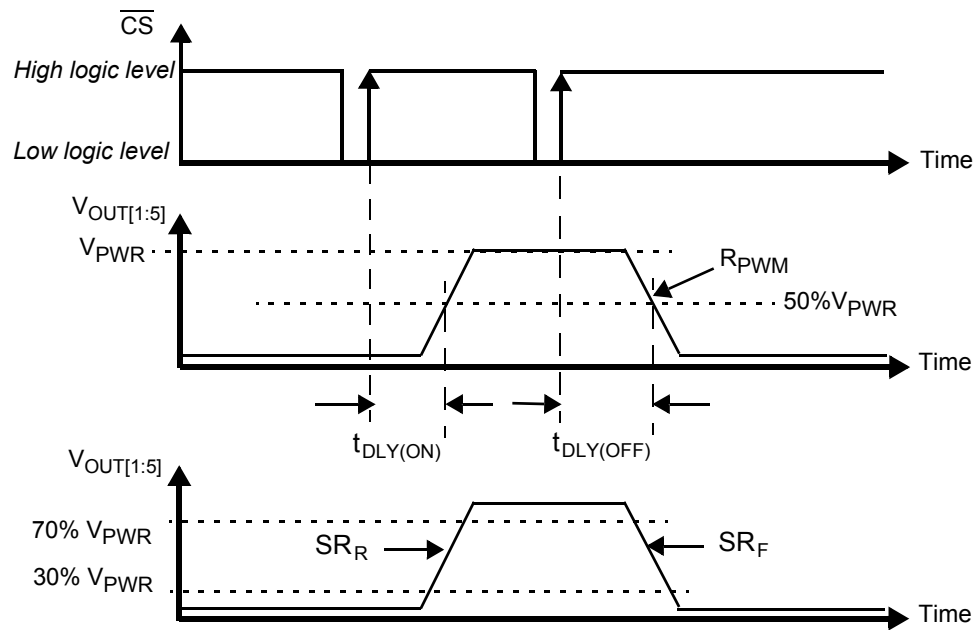 CS
High logic level
Low logic level
Time
VOUT[1:5]
VPWR
RPWM
50%VPWR
Time
tDLY(ON)
tDLY(OFF)
VOUT[1:5]
70% VPWR
SRR
SRF
30% VPWR
Time